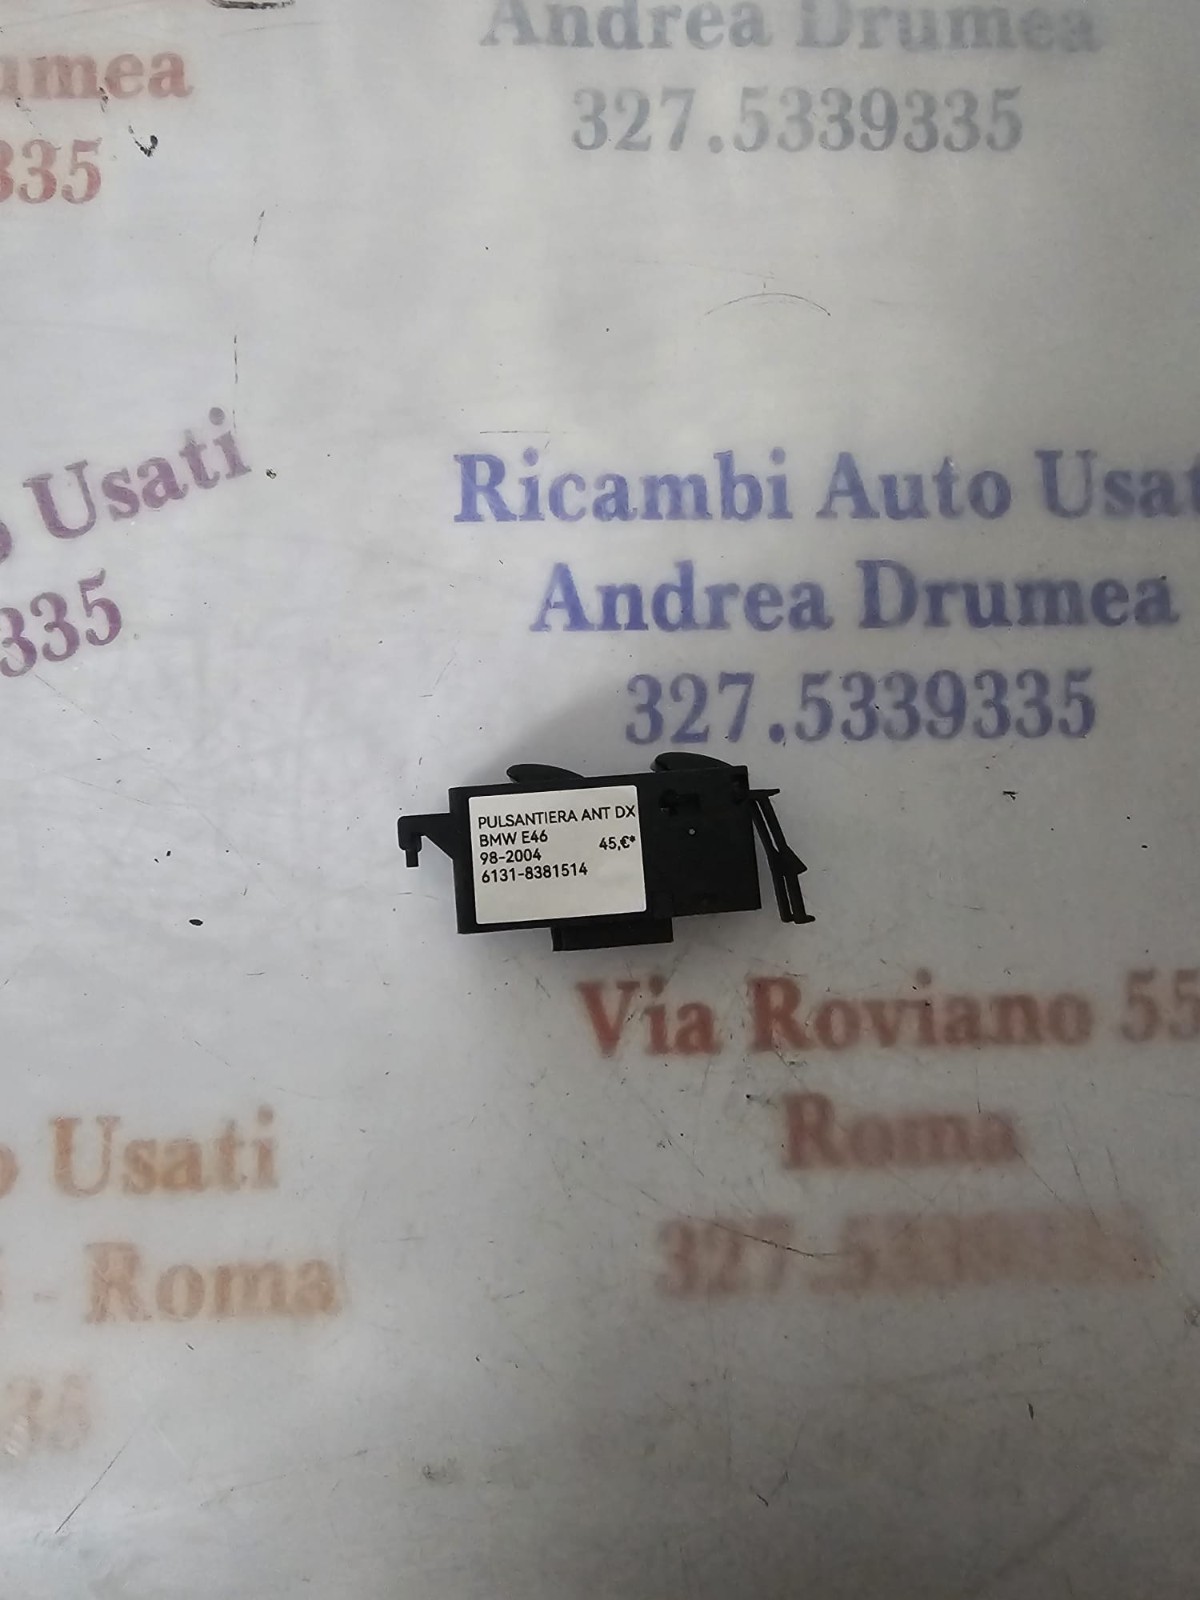 Andrea Drumea
327.5339335
umea
335
Usati
335
Ricambi Auto Usat
Andrea Drumea
327.5339335
PULSANTIERA ANT DX
BMW E46
45,€*
98-2004
6131-8381514
Via Roviano 55
Roma
o Usati
- Roma